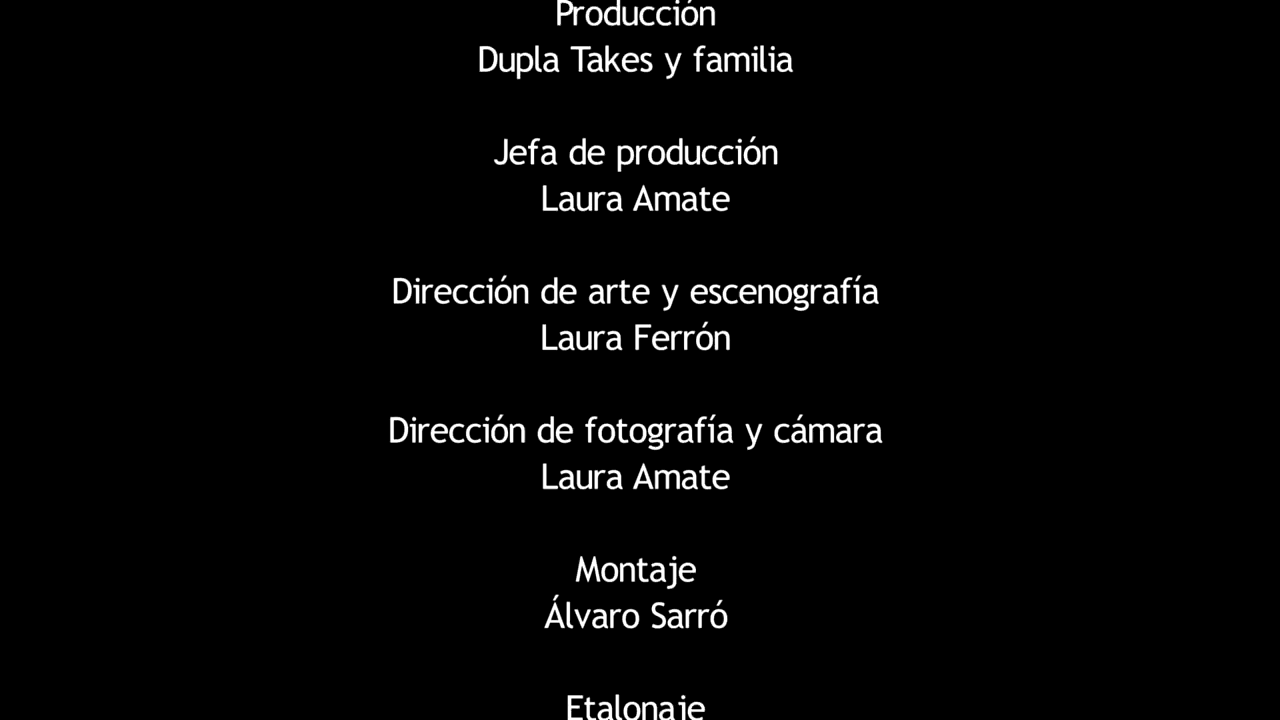 Producción
Dupla Takes y familia
Jefa de producción
Laura Amate
Dirección de arte y escenografía
Laura Ferrón
Dirección de fotografía y cámara
Laura Amate
Montaje
Álvaro Sarró
Etalonaje